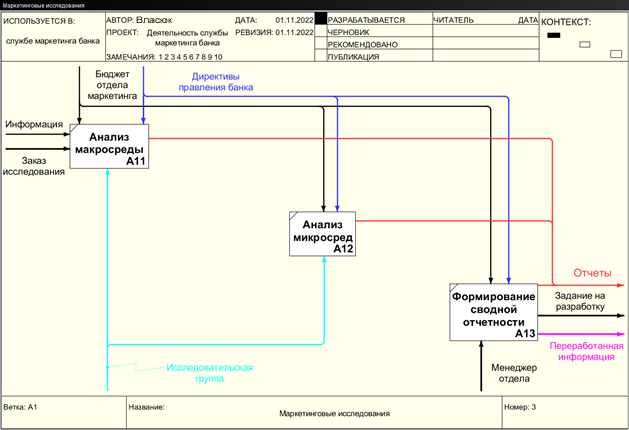 Маркетинговые исследования
ИСПОЛЬЗУЕТСЯ В:
службе маркетинга банка
АВТОР: Власюк
ДАТА: 01.11.2022
ПРОЕКТ: Деятельность службы
маркетинга банка
РЕВИЗИЯ: 01.11.2022
ЗАМЕЧАНИЯ: 1 2 3 4 5 6 7 8 9 10
РАЗРАБАТЫВАЕТСЯ
ЧЕРНОВИК
РЕКОМЕНДОВАНО
ПУБЛИКАЦИЯ
ЧИТАТЕЛЬ
ДАТА
КОНТЕКСТ:
Бюджет
отдела
маркетинга
Директивы
правления банка
Информация
Заказ
исследования
Анализ
макросреды
A11
Анализ
микросред
A12
Формирование
сводной
отчетности
A13
Отчеты
Задание на
разработку
Переработанная
информация
Исследовательская
группа
Менеджер
отдела
Ветка: A1
Название:
Маркетинговые исследования
Номер: 3